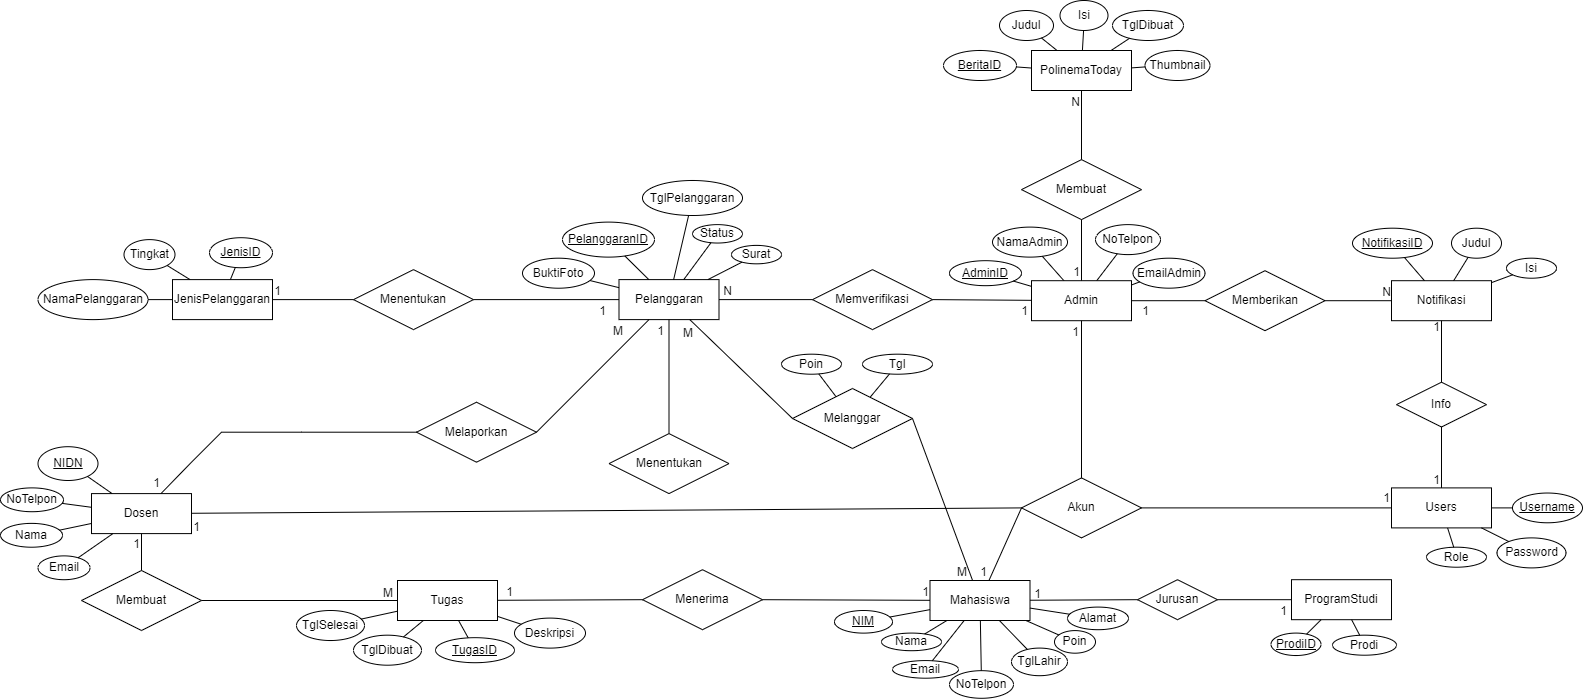 Isi
Judul
TglDibuat
BeritaID
PolinemaToday
Thumbnail
N
Membuat
TglPelanggaran
PelanggaranID
Status
Surat
BuktiFoto
Tingkat
JenisID
NamaPelanggaran
JenisPelanggaran
1
Menentukan
1
Pelanggaran
N
Memverifikasi
1
NamaAdmin
NoTelpon
AdminID
EmailAdmin
1
Admin
1
Memberikan
N
NotifikasiID
Judul
Isi
Notifikasi
M
1
M
1
1
Poin
Tgl
Melanggar
Info
Melaporkan
Menentukan
NIDN
1
NoTelpon
Dosen
1
Nama
Email
1
Akun
1
1
Users
Username
Role
Password
Membuat
M
Tugas
1
Menerima
1
M
1
Mahasiswa
1
Jurusan
1
ProgramStudi
TglSelesai
TglDibuat
TugasID
Deskripsi
NIM
Nama
Email
NoTelpon
TglLahir
Poin
Alamat
ProdiID
Prodi